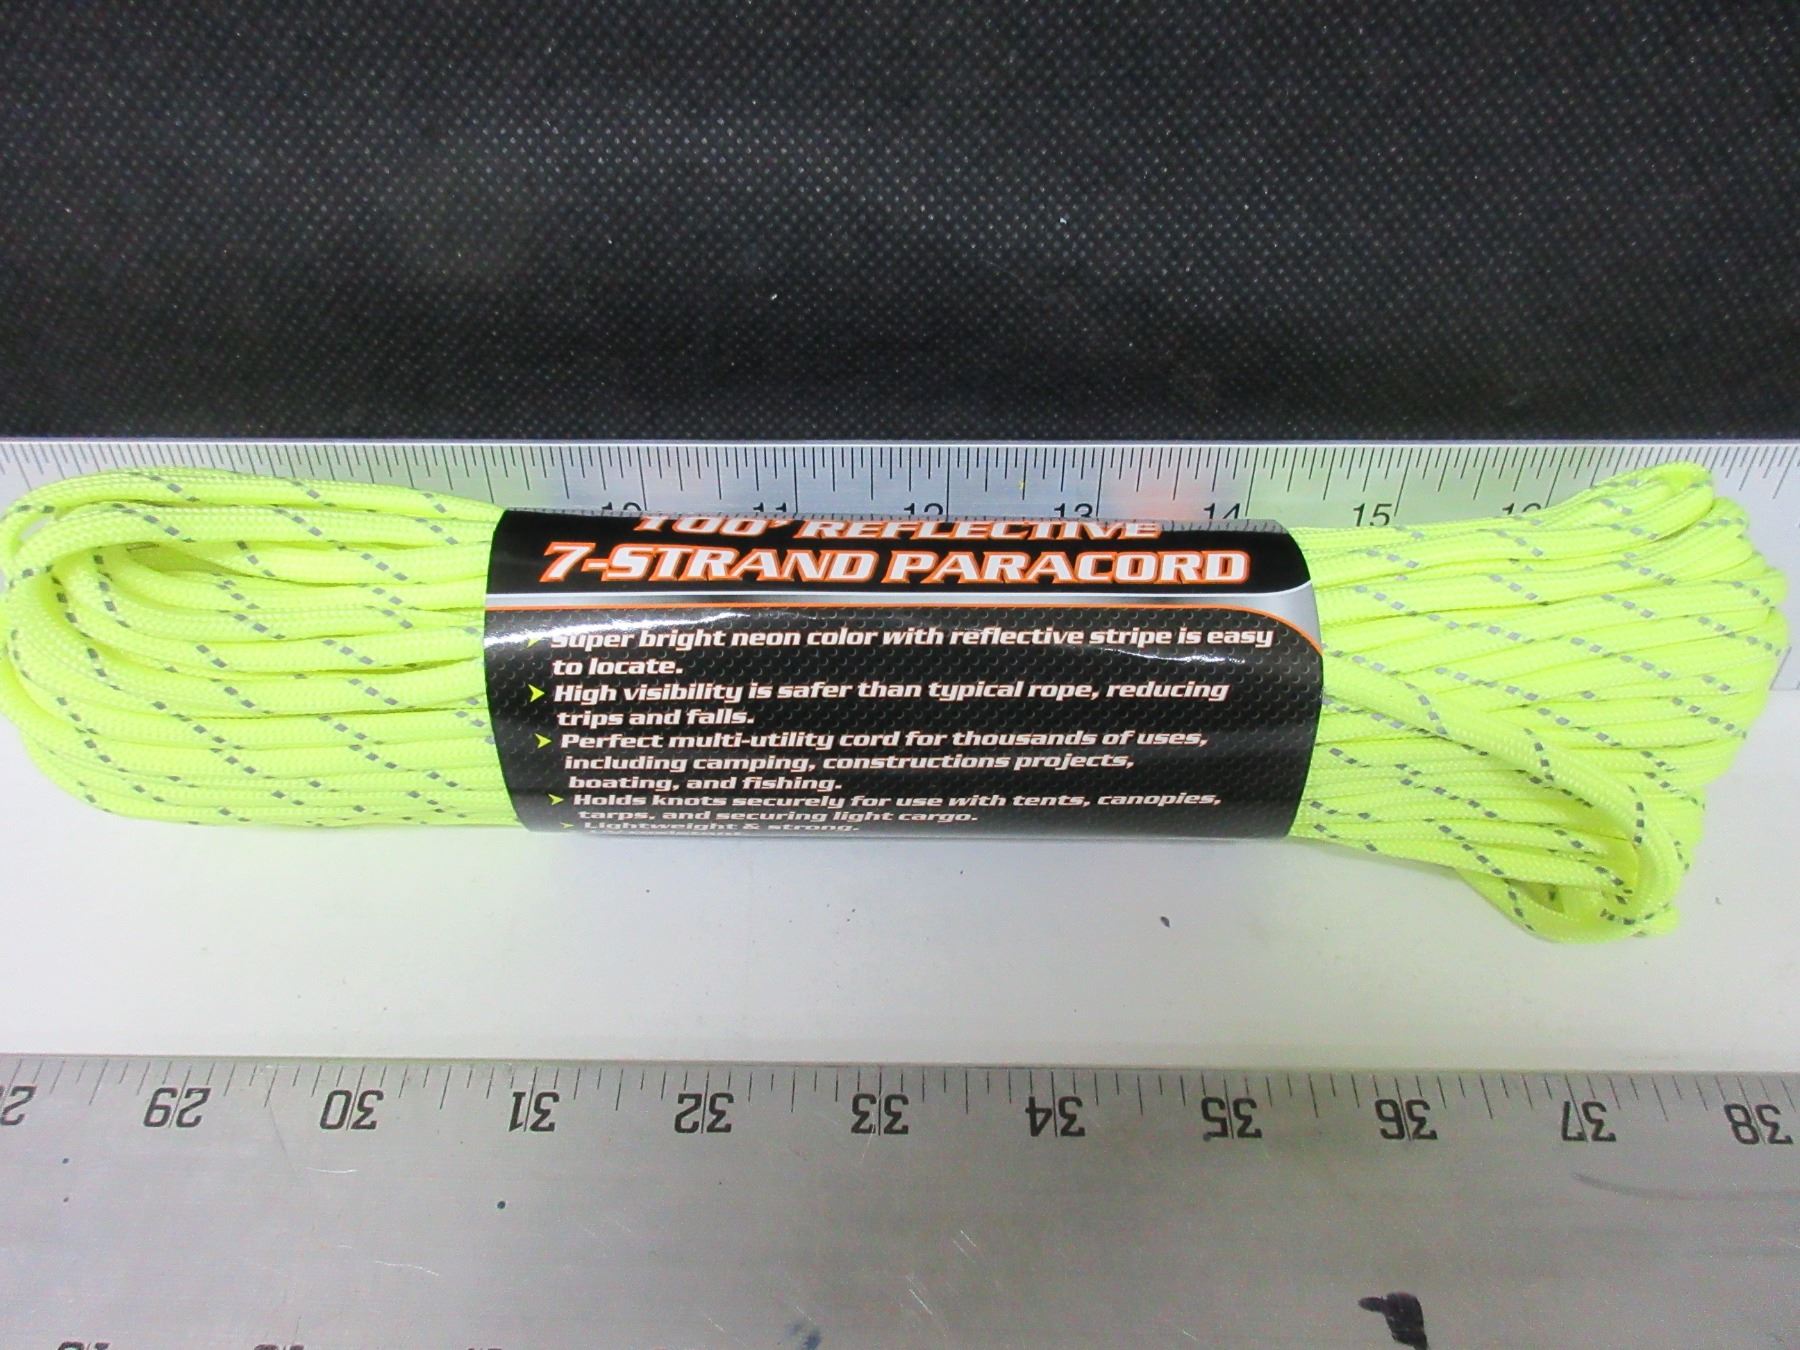 10 11 12 13 14 15 16
100' REFLECTIVE
7-STRAND PARACORD
Super bright neon color with reflective stripe is easy
to locate.
High visibility is safer than typical rope, reducing
trips and falls.
Perfect multi-utility cord for thousands of uses,
including camping, constructions projects,
boating, and fishing.
Holds knots securely for use with tents, canopies,
tarps, and securing light cargo.
Lightweight & strong.
29 30 31 32 33 34 35 36 37 38